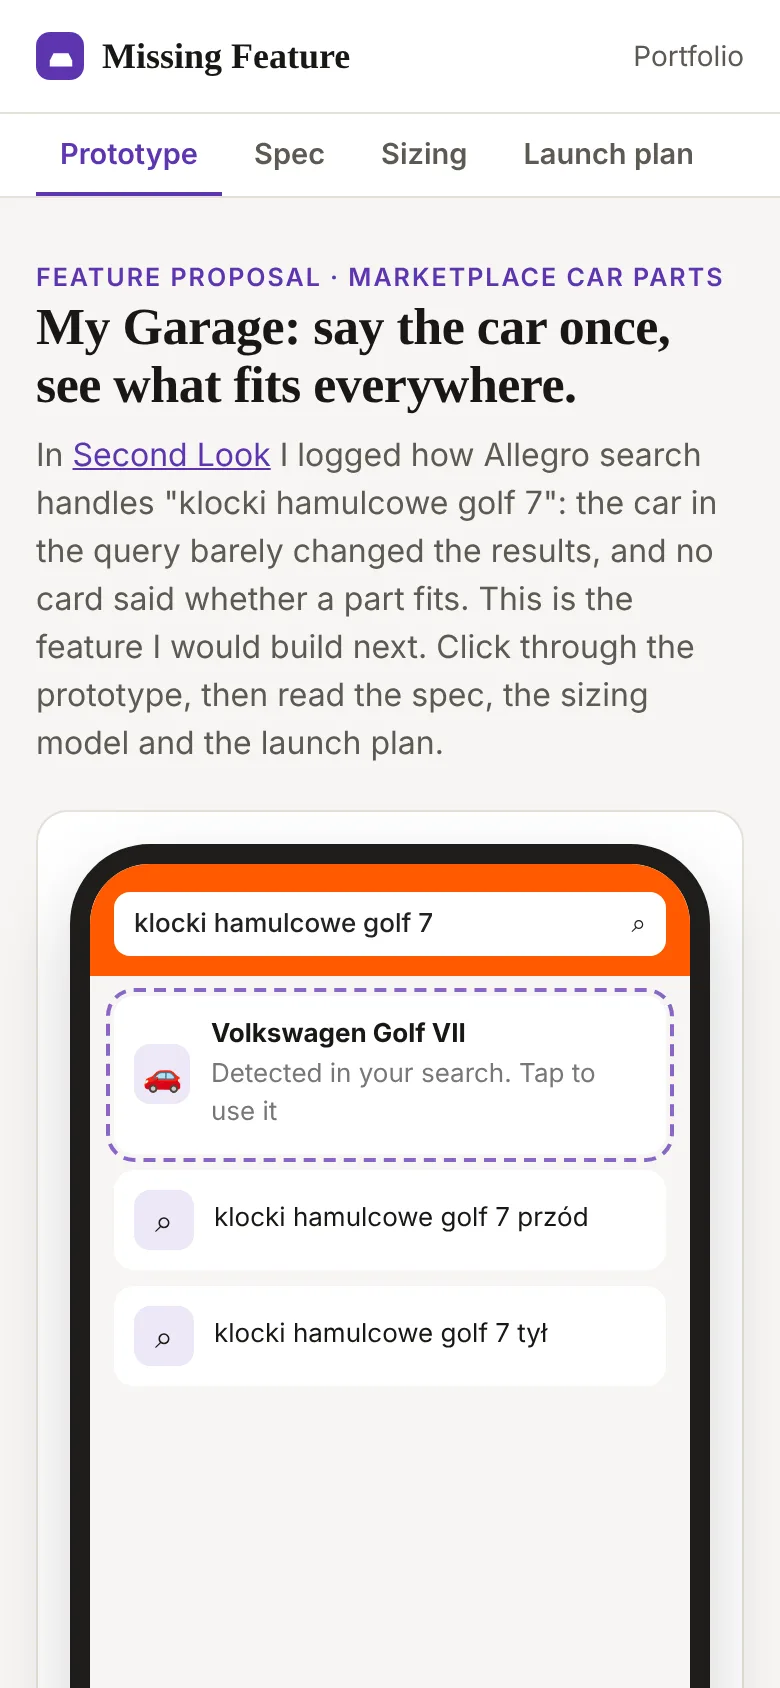 Missing Feature
Portfolio
Prototype
Spec
Sizing
Launch plan
FEATURE PROPOSAL · MARKETPLACE CAR PARTS
My Garage: say the car once,
see what fits everywhere.
In Second Look I logged how Allegro search
handles "klocki hamulcowe golf 7": the car in
the query barely changed the results, and no
card said whether a part fits. This is the
feature I would build next. Click through the
prototype, then read the spec, the sizing
model and the launch plan.
klocki hamulcowe golf 7
Volkswagen Golf VII
Detected in your search. Tap to
use it
klocki hamulcowe golf 7 przód
klocki hamulcowe golf 7 tył